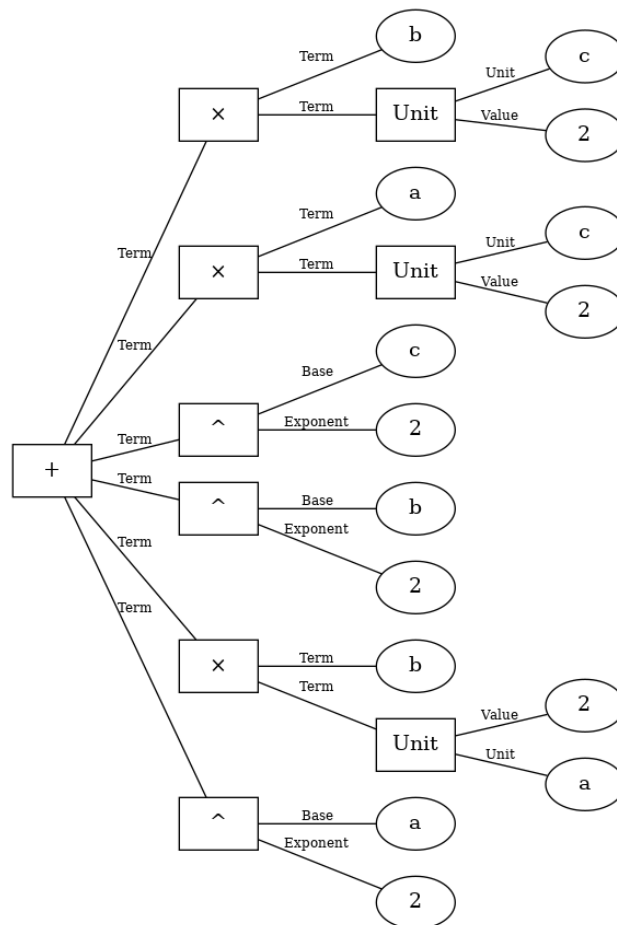 b
Term
c
Unit
×
Term
Unit
Value
2
Term
a
Term
c
Unit
×
Term
Unit
Value
2
Term
c
Base
^
Exponent
2
Term
+
Term
^
Base
b
Exponent
2
Term
Term
×
Term
b
Term
2
Value
Unit
Unit
a
^
Base
a
Exponent
2